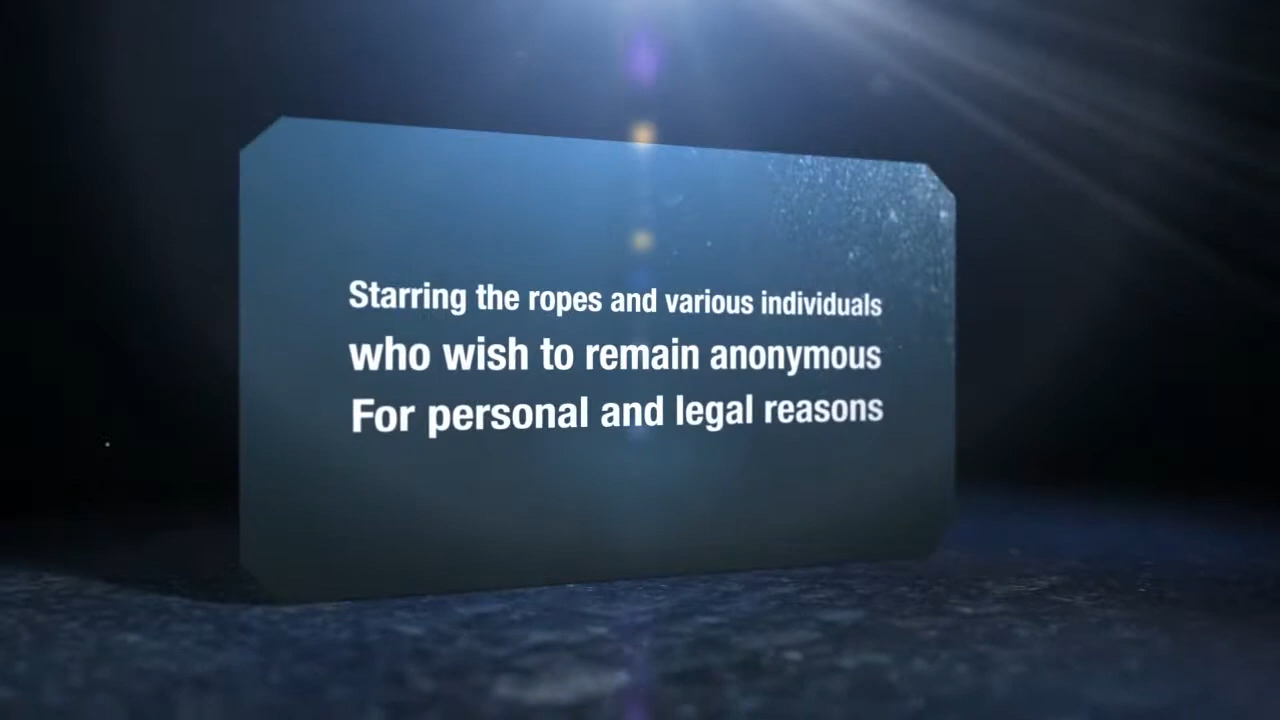 Starring the ropes and various individuals
who wish to remain anonymous
For personal and legal reasons